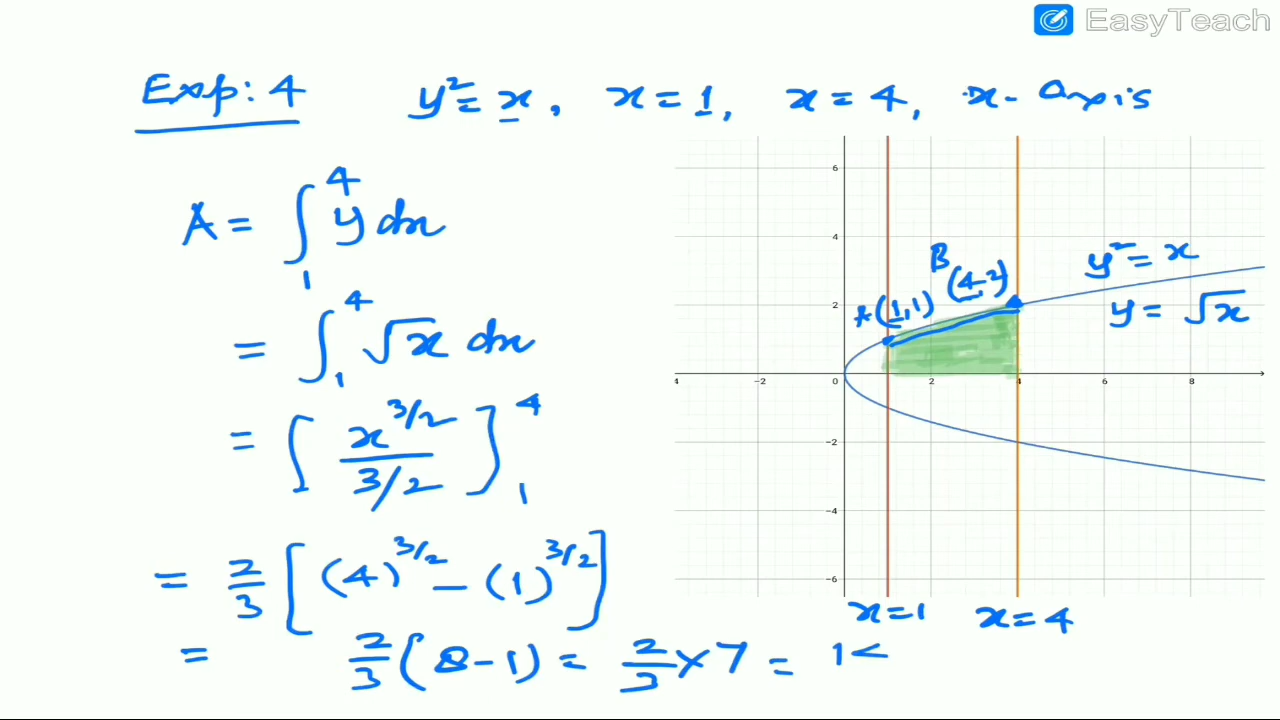 EasyTeach
Exp: 4 y² = x, x = 1, x = 4, x-Axis
A = ∫₁⁴ y dx
= ∫₁⁴ √x dx
= [x^(3/2) / 3/2]₁⁴
= 2/3 [(4)^(3/2) - (1)^(3/2)]
= 2/3 (8 - 1) = 2/3 × 7 = 1
6
4
2
0
-2
-4
-6
4 -2 2 4 6 8
A(1,1)
B
(4,2)
y² = x
y = √x
x = 1 x = 4